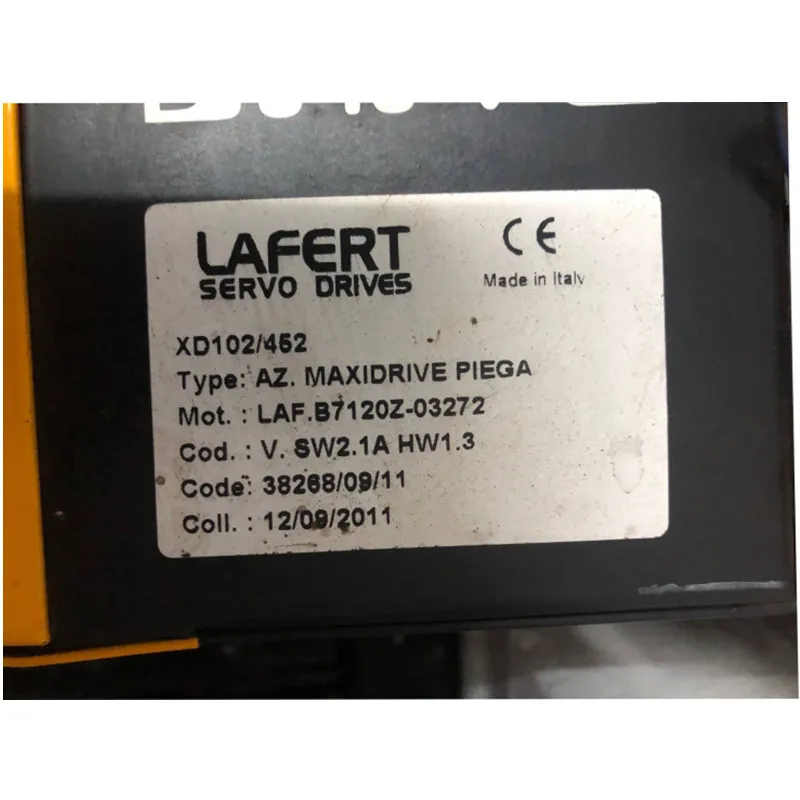 LAFERT
SERVO DRIVES
CE
Made in Italy
XD102/452
Type: AZ. MAXIDRIVE PIEGA
Mot. : LAF.B7120Z-03272
Cod. : V. SW2.1A HW1.3
Code: 38268/09/11
Coll. : 12/09/2011